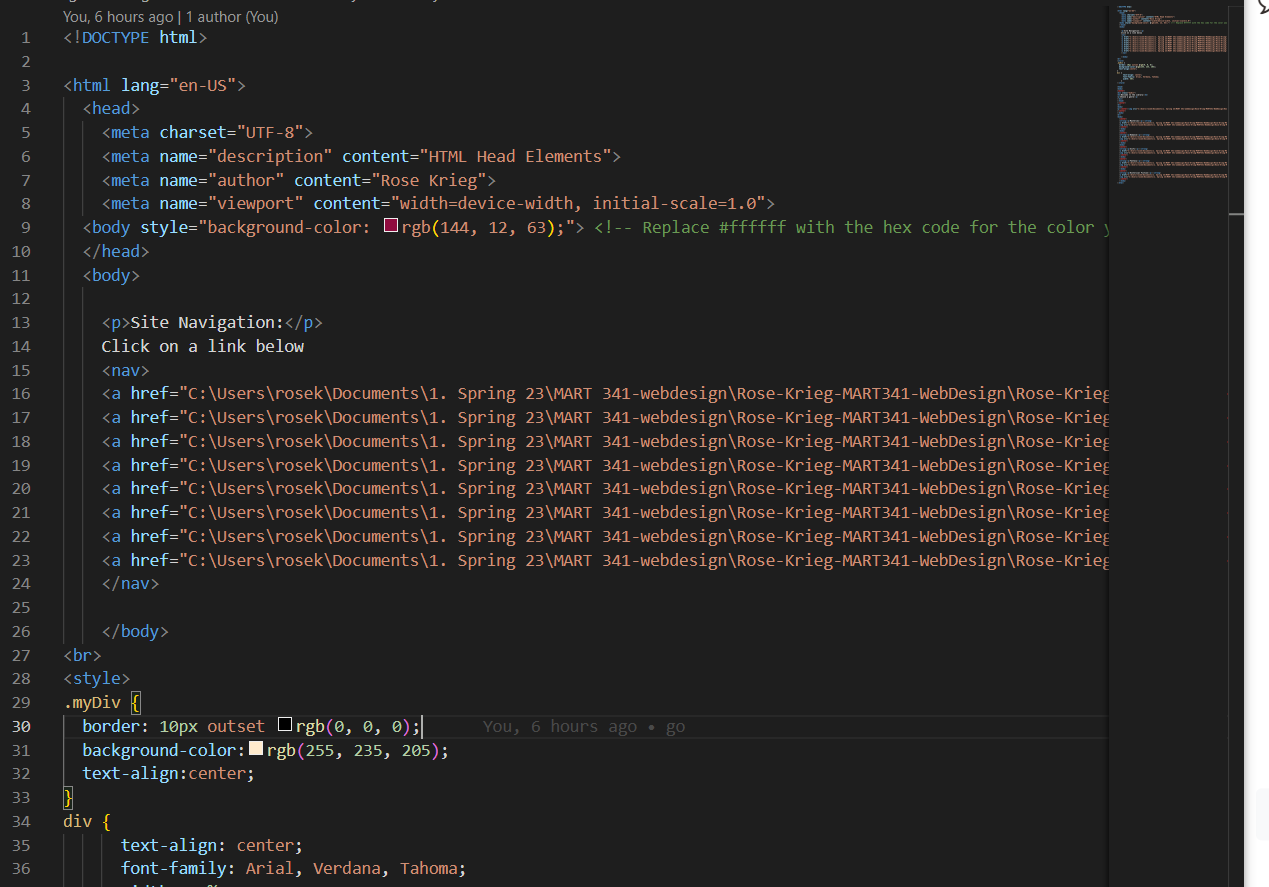 You, 6 hours ago | 1 author (You)
1 <!DOCTYPE html>
2
3 <html lang="en-US">
4 <head>
5 <meta charset="UTF-8">
6 <meta name="description" content="HTML Head Elements">
7 <meta name="author" content="Rose Krieg">
8 <meta name="viewport" content="width=device-width, initial-scale=1.0">
9 <body style="background-color: rgb(144, 12, 63);"> <!-- Replace #ffffff with the hex code for the color
10 </head>
11 <body>
12
13 <p>Site Navigation:</p>
14 Click on a link below
15 <nav>
16 <a href="C:\Users\rosek\Documents\1. Spring 23\MART 341-webdesign\Rose-Krieg-MART341-WebDesign\Rose-Krieg
17 <a href="C:\Users\rosek\Documents\1. Spring 23\MART 341-webdesign\Rose-Krieg-MART341-WebDesign\Rose-Krieg
18 <a href="C:\Users\rosek\Documents\1. Spring 23\MART 341-webdesign\Rose-Krieg-MART341-WebDesign\Rose-Krieg
19 <a href="C:\Users\rosek\Documents\1. Spring 23\MART 341-webdesign\Rose-Krieg-MART341-WebDesign\Rose-Krieg
20 <a href="C:\Users\rosek\Documents\1. Spring 23\MART 341-webdesign\Rose-Krieg-MART341-WebDesign\Rose-Krieg
21 <a href="C:\Users\rosek\Documents\1. Spring 23\MART 341-webdesign\Rose-Krieg-MART341-WebDesign\Rose-Krieg
22 <a href="C:\Users\rosek\Documents\1. Spring 23\MART 341-webdesign\Rose-Krieg-MART341-WebDesign\Rose-Krieg
23 <a href="C:\Users\rosek\Documents\1. Spring 23\MART 341-webdesign\Rose-Krieg-MART341-WebDesign\Rose-Krieg
24 </nav>
25
26 </body>
27 <br>
28 <style>
29 .myDiv {
30 border: 10px outset rgb(0, 0, 0); You, 6 hours ago • go
31 background-color: rgb(255, 235, 205);
32 text-align:center;
33 }
34 div {
35 text-align: center;
36 font-family: Arial, Verdana, Tahoma;